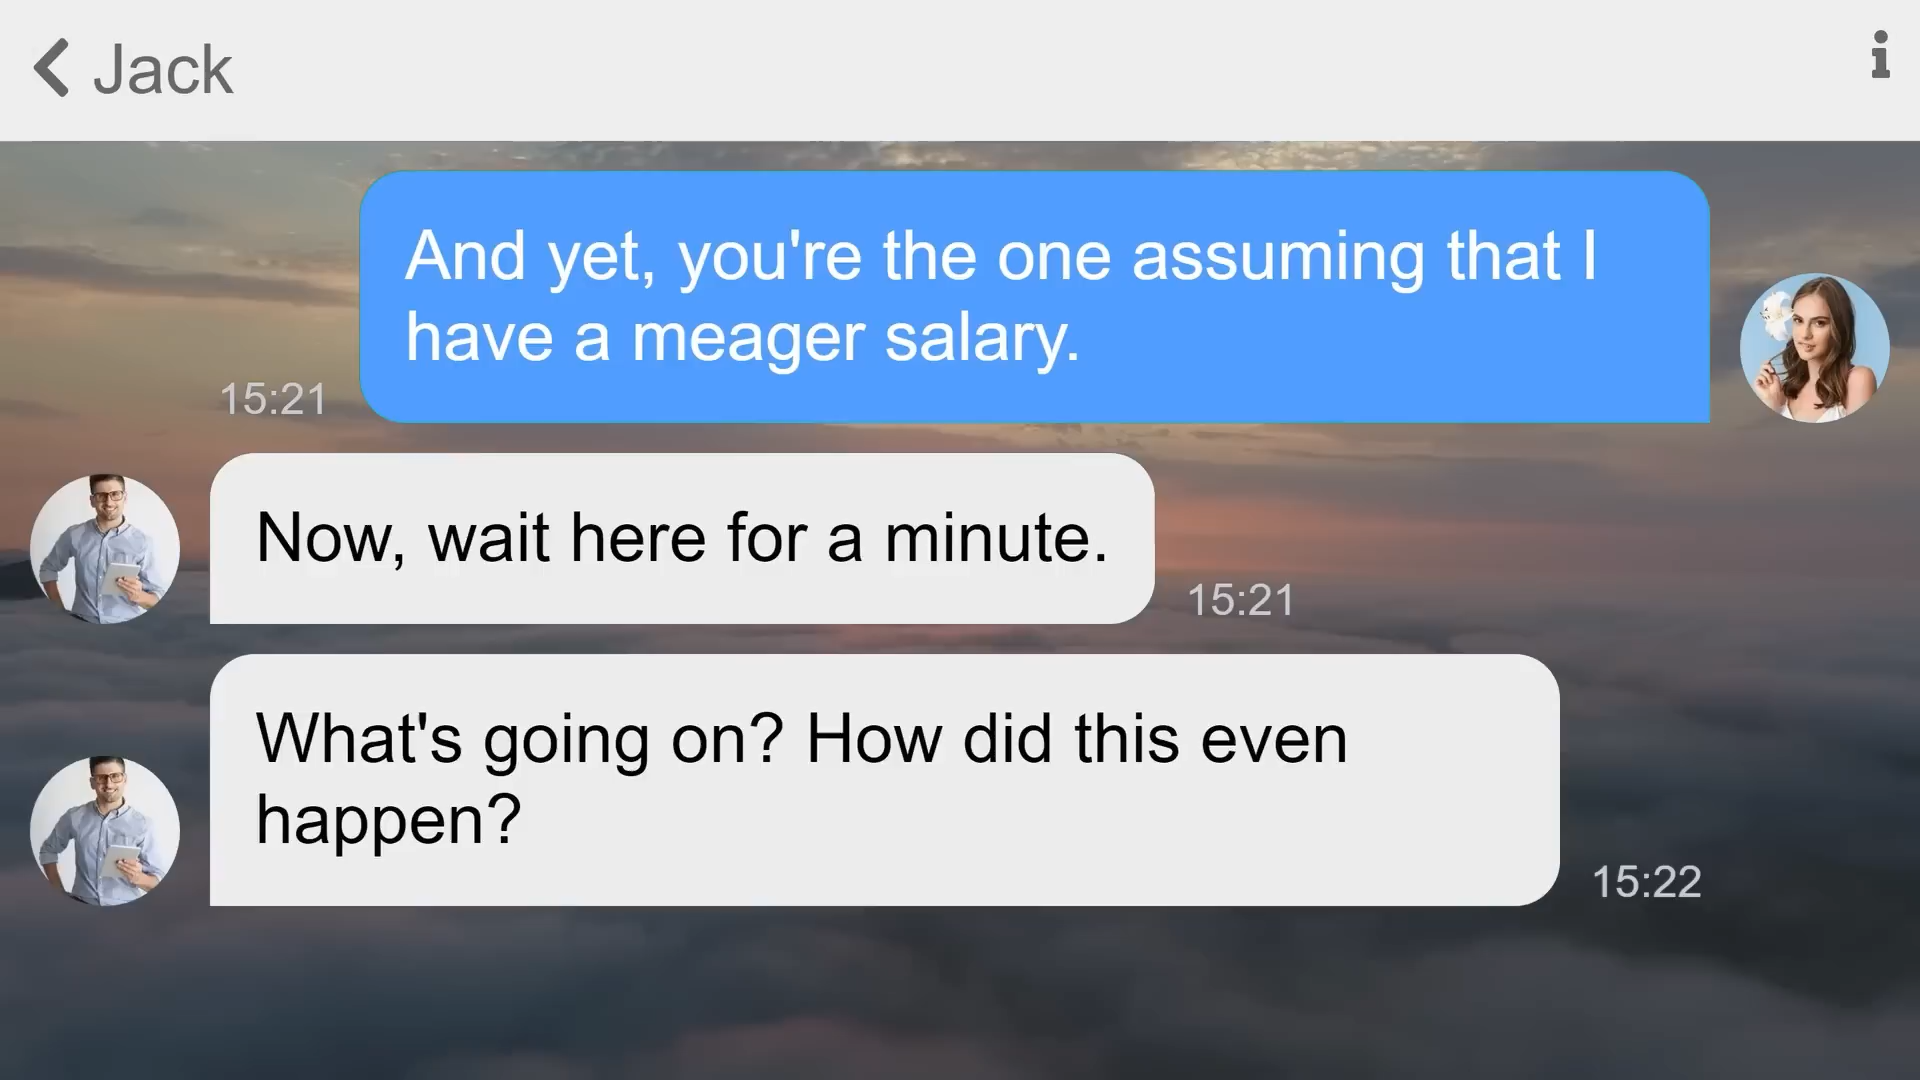 Jack
And yet, you're the one assuming that I
have a meager salary.
15:21
Now, wait here for a minute.
15:21
What's going on? How did this even
happen?
15:22